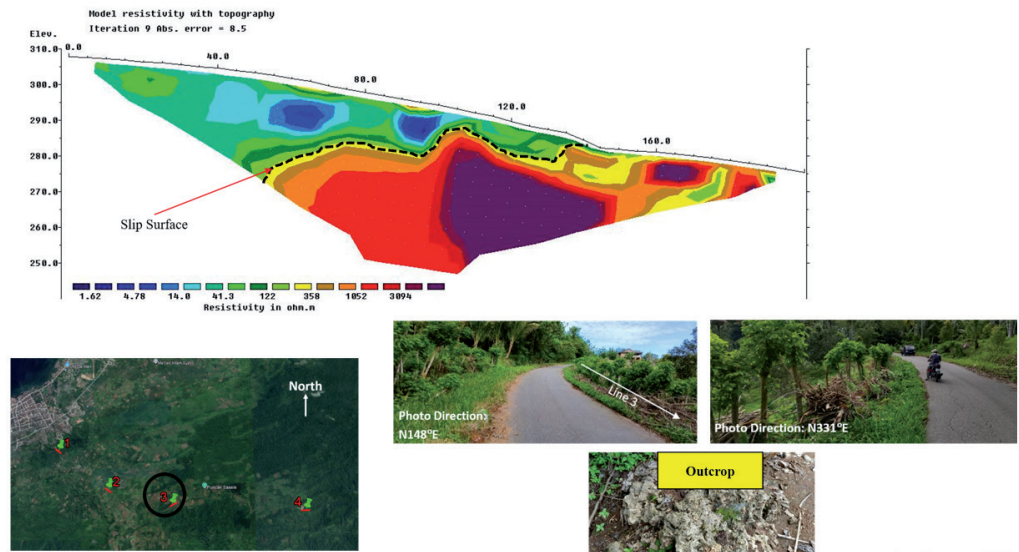 Model resistivity with topography
Iteration 9 Abs. error = 8.5
Elev.
310.0
0.0
40.0
300.0
80.0
290.0
120.0
280.0
160.0
270.0
Slip Surface
260.0
250.0
1.62 4.78 14.0 41.3 122 358 1052 3094
Resistivity in ohm.m
North
1
2
3
4
Photo Direction:
N148°E
Line 3
Photo Direction: N331°E
Outcrop